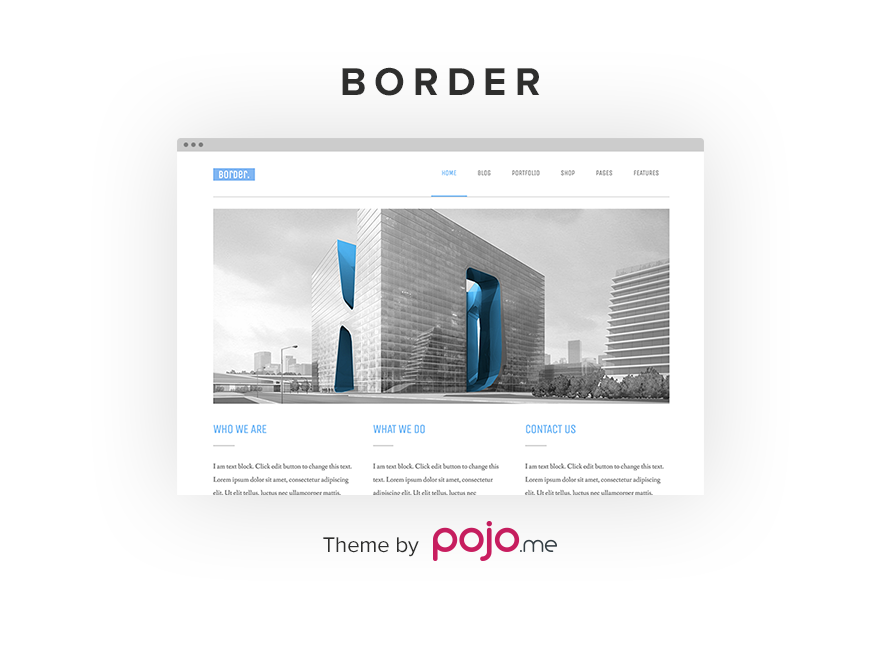 BORDER
Border.
HOME BLOG PORTFOLIO SHOP PAGES FEATURES
WHO WE ARE WHAT WE DO CONTACT US
I am text block. Click edit button to change this text. I am text block. Click edit button to change this I am text block. Click edit button to change this text.
Lorem ipsum dolor sit amet, consectetur adipiscing text. Lorem ipsum dolor sit amet, consectetur Lorem ipsum dolor sit amet, consectetur adipiscing
elit. Ut elit tellus, luctus nec ullamcorper mattis, adipiscing elit. Ut elit tellus, luctus nec elit. Ut elit tellus, luctus nec ullamcorper mattis,
Theme by pojo.me